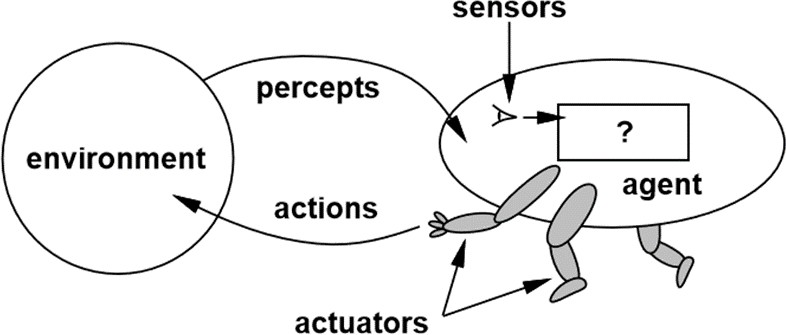 sensors
percepts
environment
?
agent
actions
actuators